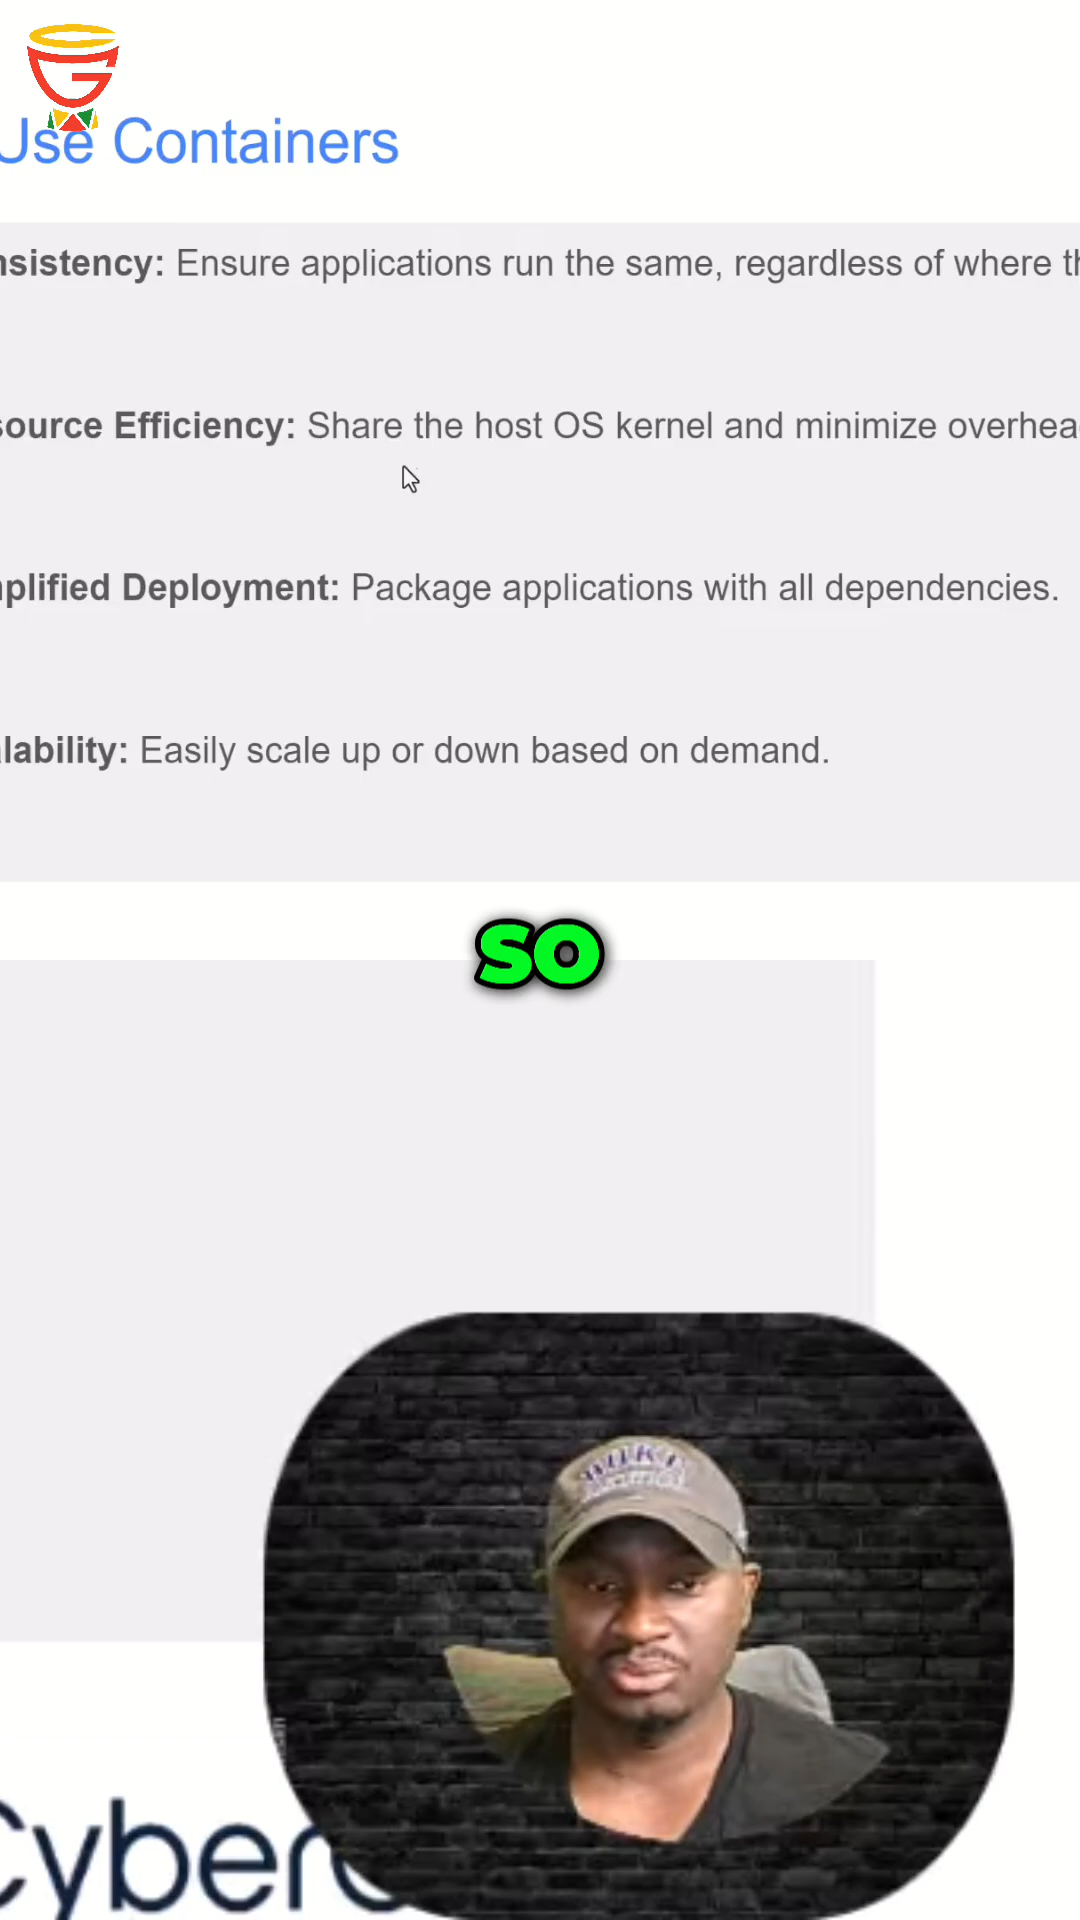 Use Containers
nsistency: Ensure applications run the same, regardless of where th
source Efficiency: Share the host OS kernel and minimize overhea
plified Deployment: Package applications with all dependencies.
lability: Easily scale up or down based on demand.
SO
Cyber